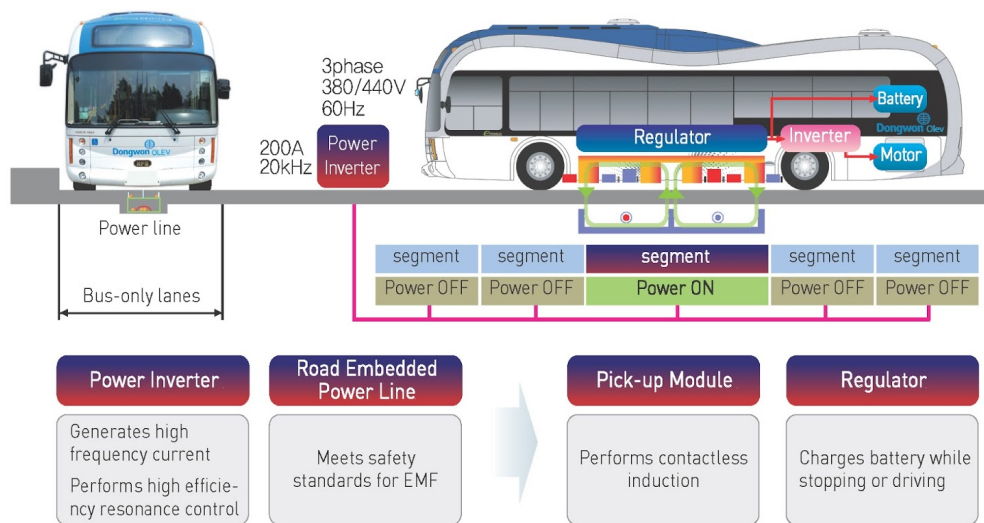 Dongwon OLEV
Power line
Bus-only lanes
3phase
380/440V
60Hz
200A
20kHz
Power
Inverter
Regulator
Battery
Inverter
Motor
Dongwon Olev
segment
segment
segment
segment
segment
Power OFF
Power OFF
Power ON
Power OFF
Power OFF
Power Inverter
Generates high
frequency current
Performs high efficie-
ncy resonance control
Road Embedded
Power Line
Meets safety
standards for EMF
Pick-up Module
Performs contactless
induction
Regulator
Charges battery while
stopping or driving